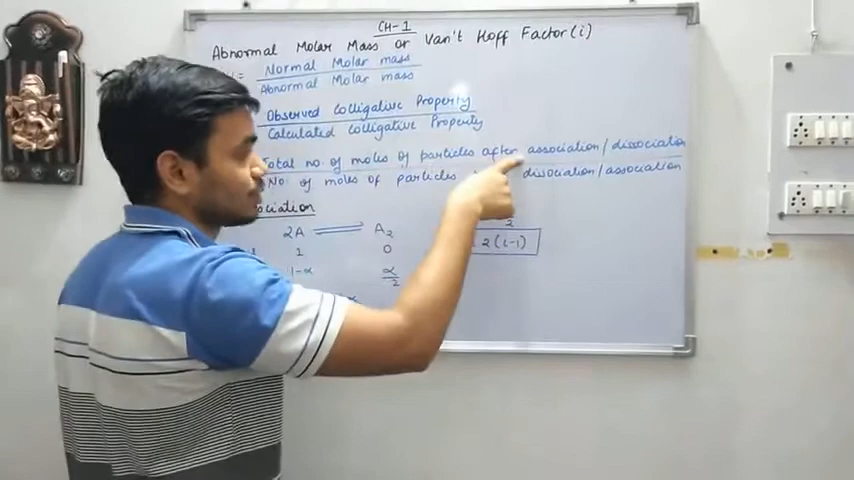 CH-1
Abnormal Molar Mass or Van't Hoff Factor (i)
= Normal Molar mass
Abnormal Molar mass
Observed Colligative Property
Calculated Colligative Property
Total no. of moles of particles after association/dissociation
No. of moles of particles dissociation/association
2A ⇌ A2
1 0
1-α α/2
2
2(i-1)